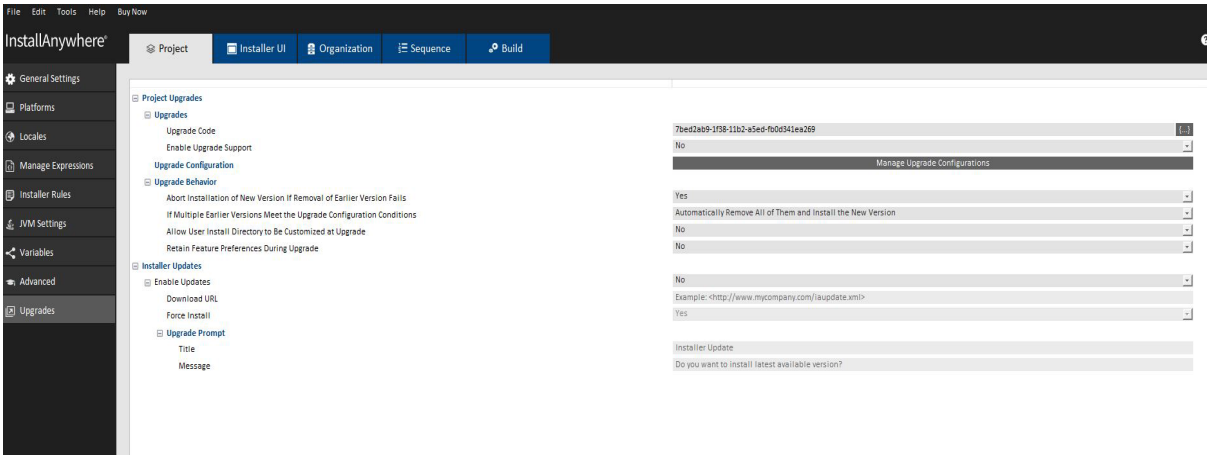 File Edit Tools Help Buy Now
InstallAnywhere®
Project Installer UI Organization Sequence Build
General Settings
Platforms
Locales
Manage Expressions
Installer Rules
JVM Settings
Variables
Advanced
Upgrades
Project Upgrades
Upgrades
Upgrade Code 7bed2ab9-1f38-11b2-a5ed-fb0d341ea269 {...}
Enable Upgrade Support No
Upgrade Configuration Manage Upgrade Configurations
Upgrade Behavior
Abort Installation of New Version If Removal of Earlier Version Fails Yes
If Multiple Earlier Versions Meet the Upgrade Configuration Conditions Automatically Remove All of Them and Install the New Version
Allow User Install Directory to Be Customized at Upgrade No
Retain Feature Preferences During Upgrade No
Installer Updates
Enable Updates No
Download URL Example: <http://www.mycompany.com/iaupdate.xml>
Force Install Yes
Upgrade Prompt
Title Installer Update
Message Do you want to install latest available version?